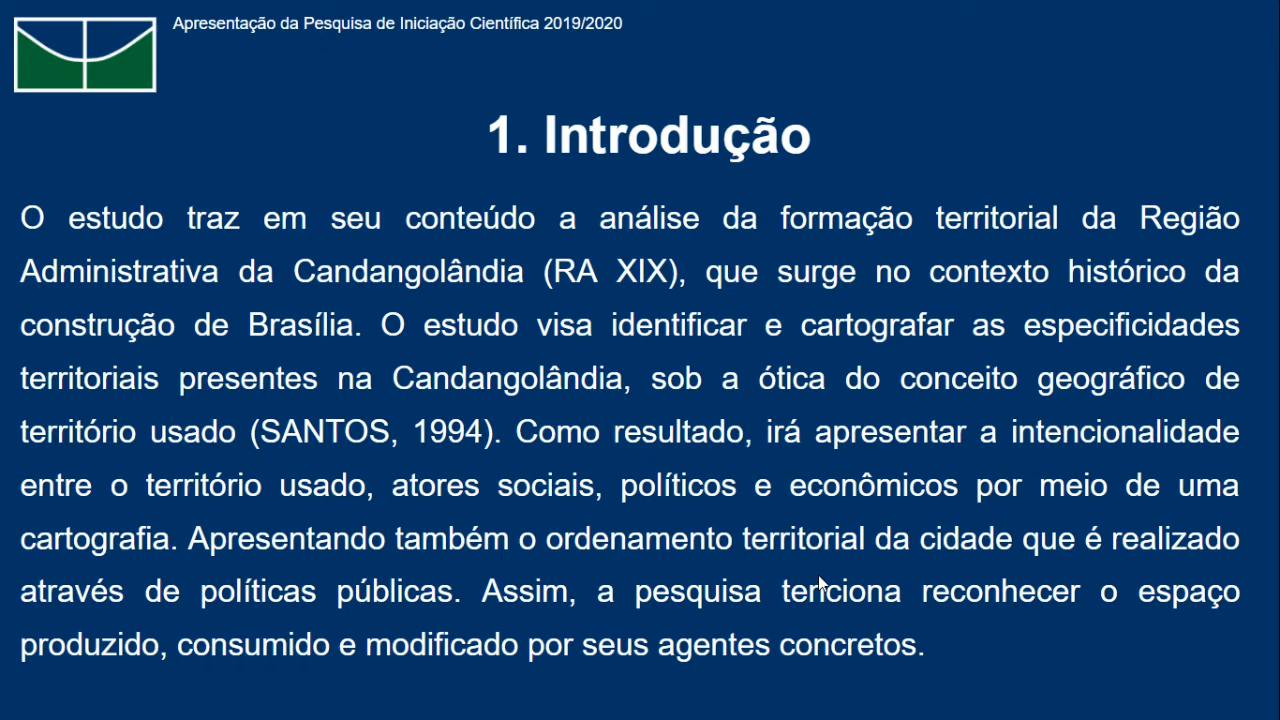 Apresentação da Pesquisa de Iniciação Científica 2019/2020
1. Introdução
O estudo traz em seu conteúdo a análise da formação territorial da Região
Administrativa da Candangolândia (RA XIX), que surge no contexto histórico da
construção de Brasília. O estudo visa identificar e cartografar as especificidades
territoriais presentes na Candangolândia, sob a ótica do conceito geográfico de
território usado (SANTOS, 1994). Como resultado, irá apresentar a intencionalidade
entre o território usado, atores sociais, políticos e econômicos por meio de uma
cartografia. Apresentando também o ordenamento territorial da cidade que é realizado
através de políticas públicas. Assim, a pesquisa tenciona reconhecer o espaço
produzido, consumido e modificado por seus agentes concretos.